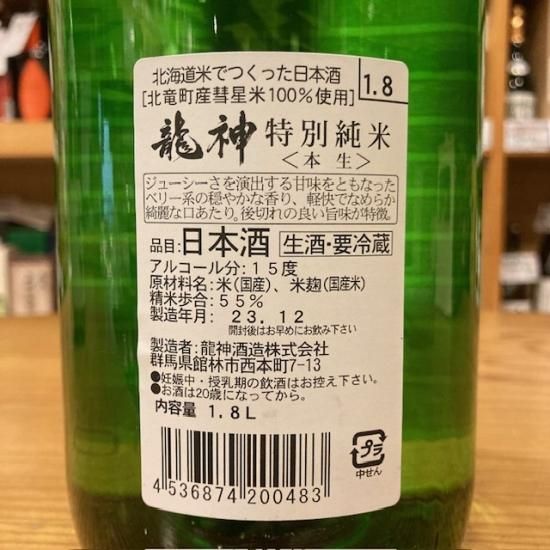 北海道米でつくった日本酒
[北竜町産彗星米100%使用]
1.8
龍神 特別純米
＜本生＞
ジューシーさを演出する甘味をともなった
ベリー系の穏やかな香り、軽快でなめらか
綺麗な口あたり。後切れの良い旨味が特徴。
品目:日本酒 生酒・要冷蔵
アルコール分:15度
原材料名:米(国産)、米麹(国産米)
精米歩合:55%
製造年月: 23.12
開封後はお早めにお飲み下さい
製造者:龍神酒造株式会社
群馬県館林市西本町7-13
●妊娠中・授乳期の飲酒はお控え下さい。
●お酒は20歳になってから。
内容量 1.8L
4 536874 200483
プラ
中せん